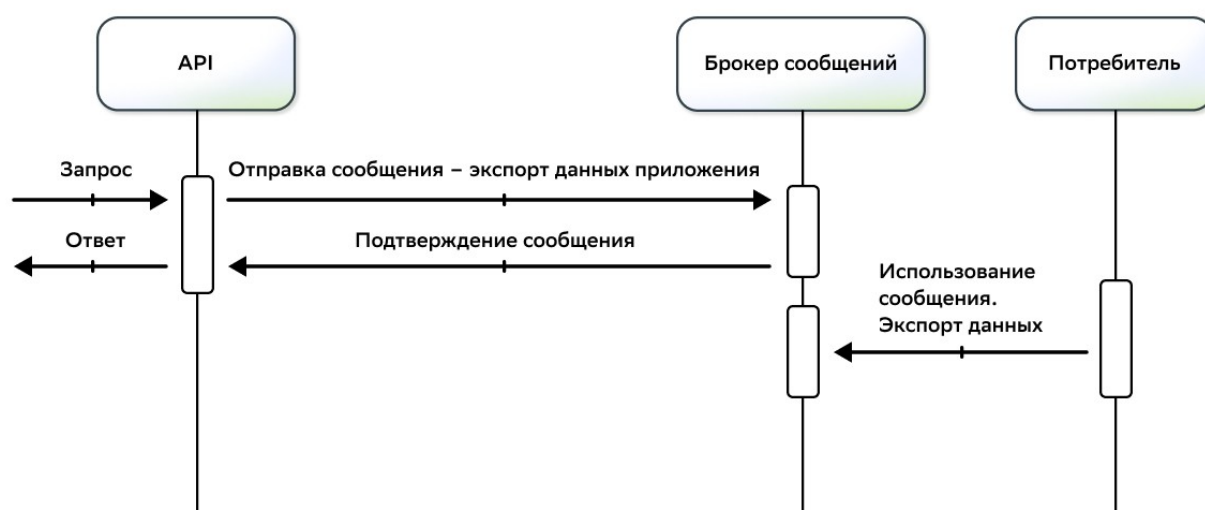 API
Брокер сообщений
Потребитель
Запрос
Отправка сообщения – экспорт данных приложения
Ответ
Подтверждение сообщения
Использование
сообщения.
Экспорт данных